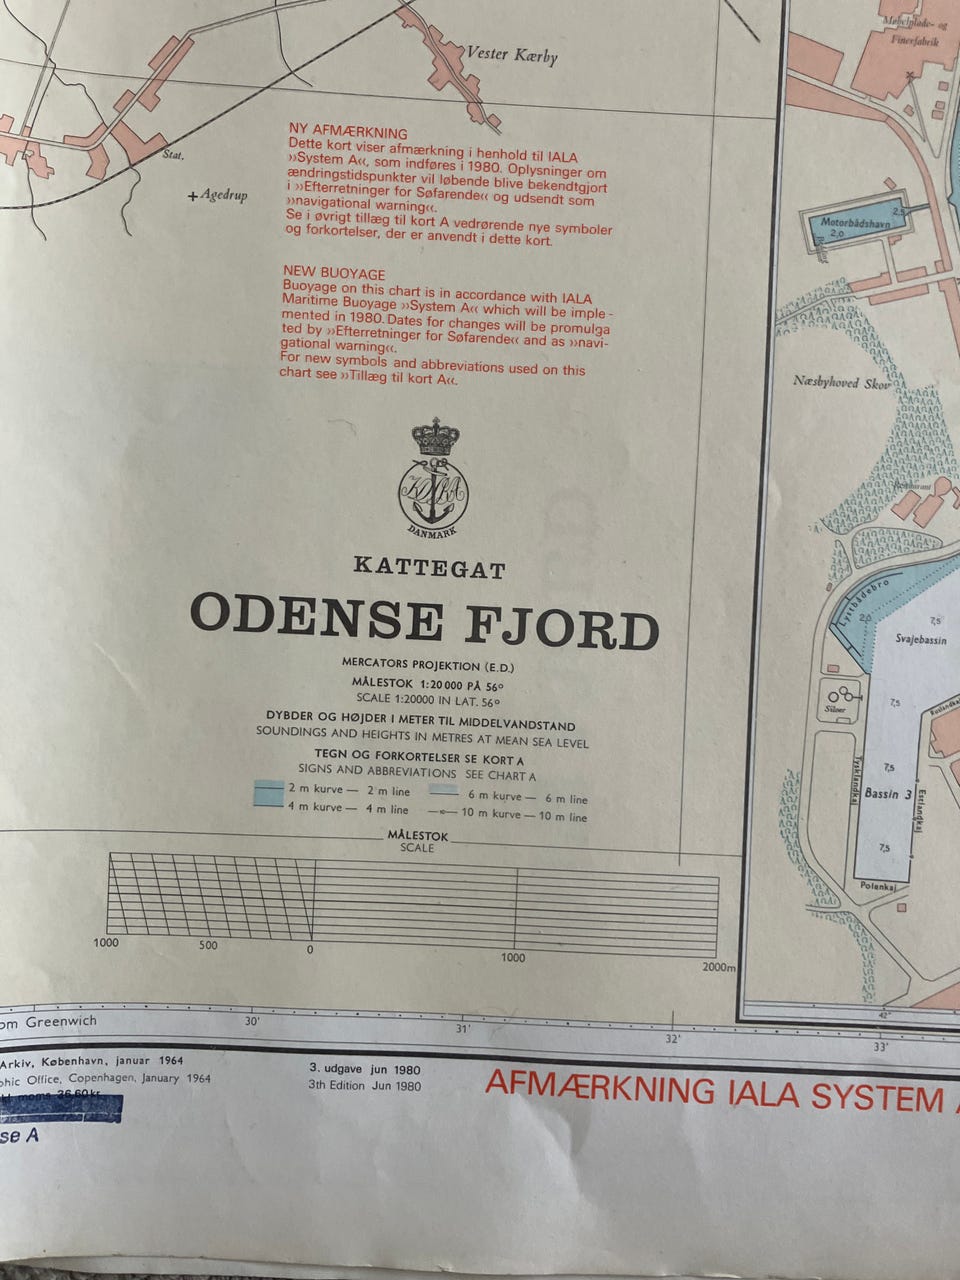 Vester Kærby
Møbelplade- og
Finerfabrik
Stat.
Agedrup
NY AFMÆRKNING
Dette kort viser afmærkning i henhold til IALA
»System A«, som indføres i 1980. Oplysninger om
ændringstidspunkter vil løbende blive bekendtgjort
i »Efterretninger for Søfarende« og udsendt som
»navigational warning«.
Se i øvrigt tillæg til kort A vedrørende nye symboler
og forkortelser, der er anvendt i dette kort.
NEW BUOYAGE
Buoyage on this chart is in accordance with IALA
Maritime Buoyage »System A« which will be imple-
mented in 1980. Dates for changes will be promulga
ted by »Efterretninger for Søfarende« and as »navi-
gational warning«.
For new symbols and abbreviations used on this
chart see »Tillæg til kort A«.
Motorbådshavn
2,5
2,0
Næsbyhoved Skov
DANMARK
KATTEGAT
ODENSE FJORD
MERCATORS PROJEKTION (E.D.)
MÅLESTOK 1:20 000 PÅ 56°
SCALE 1:20000 IN LAT. 56°
DYBDER OG HØJDER I METER TIL MIDDELVANDSTAND
SOUNDINGS AND HEIGHTS IN METRES AT MEAN SEA LEVEL
TEGN OG FORKORTELSER SE KORT A
SIGNS AND ABBREVIATIONS SEE CHART A
2 m kurve — 2 m line
6 m kurve — 6 m line
4 m kurve — 4 m line
10 m kurve — 10 m line
MÅLESTOK
SCALE
1000
500
0
1000
2000m
Lystbådebro
2,0
7,5
Svajebassin
7,5
Siloer
Tysklandkaj
7,5
Bassin 3
Estlandkaj
7,5
Polenkaj
om Greenwich
30'
31'
32'
42"
33'
Arkiv, København, januar 1964
phic Office, Copenhagen, January 1964
kl. moms 36,60 kr.
se A
3. udgave jun 1980
3th Edition Jun 1980
AFMÆRKNING IALA SYSTEM A